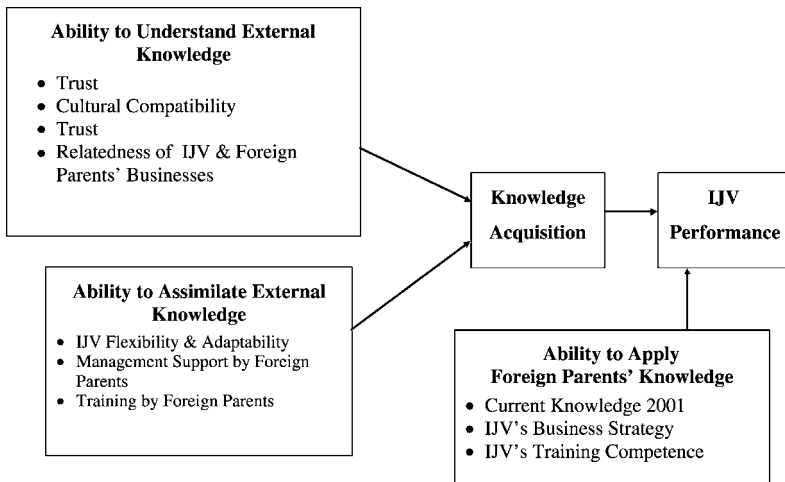 Ability to Understand External
Knowledge
• Trust
• Cultural Compatibility
• Trust
• Relatedness of IJV & Foreign
Parents' Businesses
Knowledge
Acquisition
IJV
Performance
Ability to Assimilate External
Knowledge
• IJV Flexibility & Adaptability
• Management Support by Foreign
Parents
• Training by Foreign Parents
Ability to Apply
Foreign Parents' Knowledge
• Current Knowledge 2001
• IJV's Business Strategy
• IJV's Training Competence